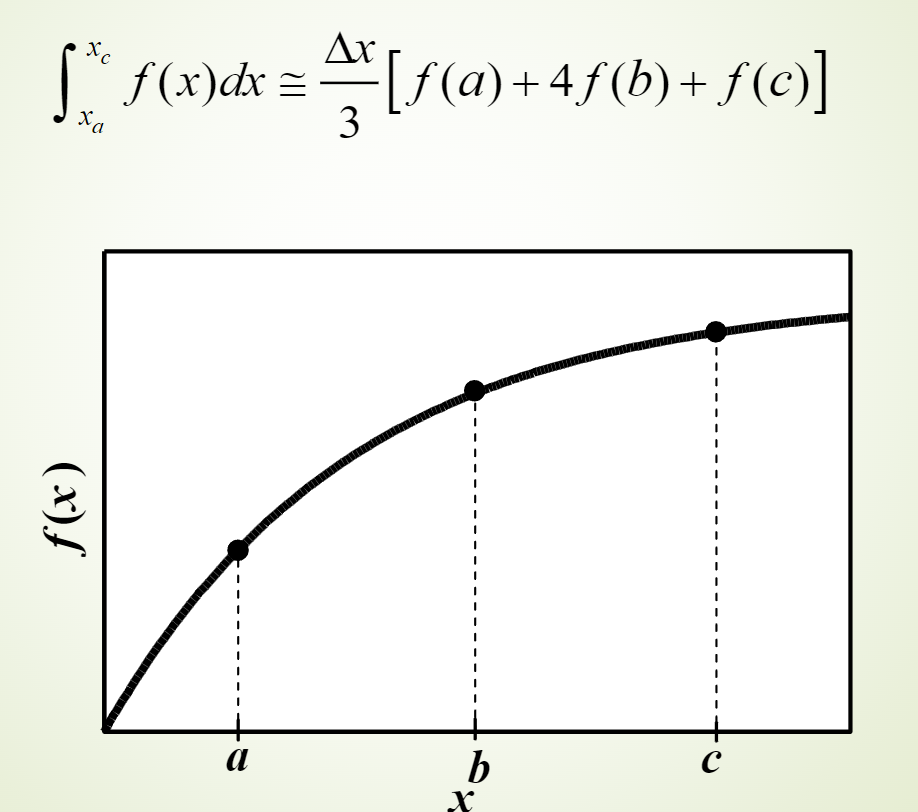 ∫_{x_a}^{x_c} f(x)dx ≅ Δx/3 [f(a) + 4f(b) + f(c)]
f(x)
a b c
x